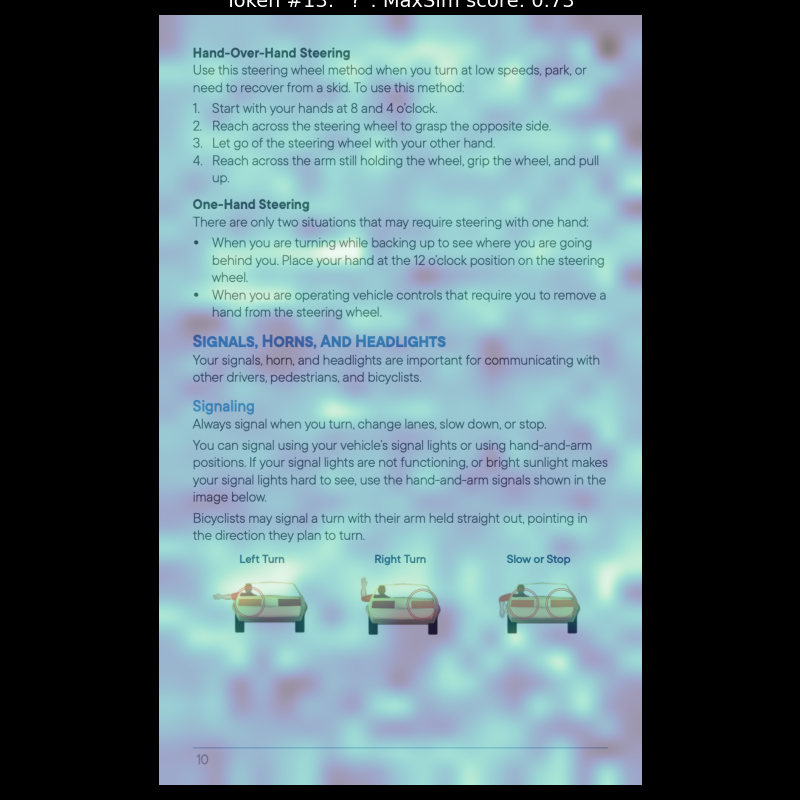 Token #15: "?". MaxSim score: 0.73
Hand-Over-Hand Steering
Use this steering wheel method when you turn at low speeds, park, or
need to recover from a skid. To use this method:
1. Start with your hands at 8 and 4 o'clock.
2. Reach across the steering wheel to grasp the opposite side.
3. Let go of the steering wheel with your other hand.
4. Reach across the arm still holding the wheel, grip the wheel, and pull
up.
One-Hand Steering
There are only two situations that may require steering with one hand:
• When you are turning while backing up to see where you are going
behind you. Place your hand at the 12 o'clock position on the steering
wheel.
• When you are operating vehicle controls that require you to remove a
hand from the steering wheel.
SIGNALS, HORNS, AND HEADLIGHTS
Your signals, horn, and headlights are important for communicating with
other drivers, pedestrians, and bicyclists.
Signaling
Always signal when you turn, change lanes, slow down, or stop.
You can signal using your vehicle's signal lights or using hand-and-arm
positions. If your signal lights are not functioning, or bright sunlight makes
your signal lights hard to see, use the hand-and-arm signals shown in the
image below.
Bicyclists may signal a turn with their arm held straight out, pointing in
the direction they plan to turn.
Left Turn Right Turn Slow or Stop
10